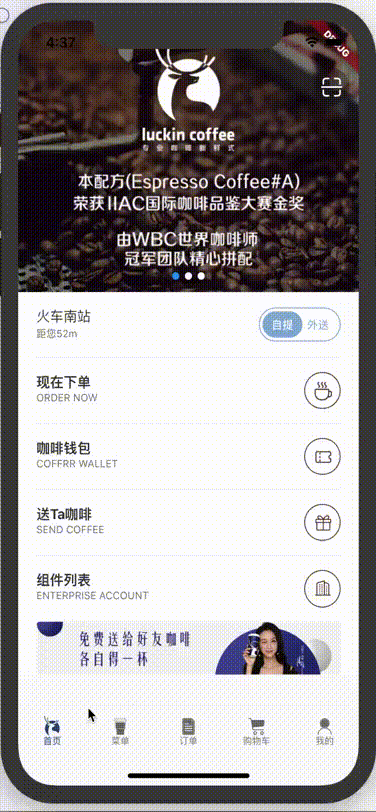 4:37
DEBUG
luckin coffee
专业咖啡新鲜式
本配方(Espresso Coffee#A)
荣获IIAC国际咖啡品鉴大赛金奖
由WBC世界咖啡师
冠军团队精心拼配
火车南站
距您52m
自提 外送
现在下单
ORDER NOW
咖啡钱包
COFFRR WALLET
送Ta咖啡
SEND COFFEE
组件列表
ENTERPRISE ACCOUNT
免费送给好友咖啡
各自得一杯
首页 菜单 订单 购物车 我的